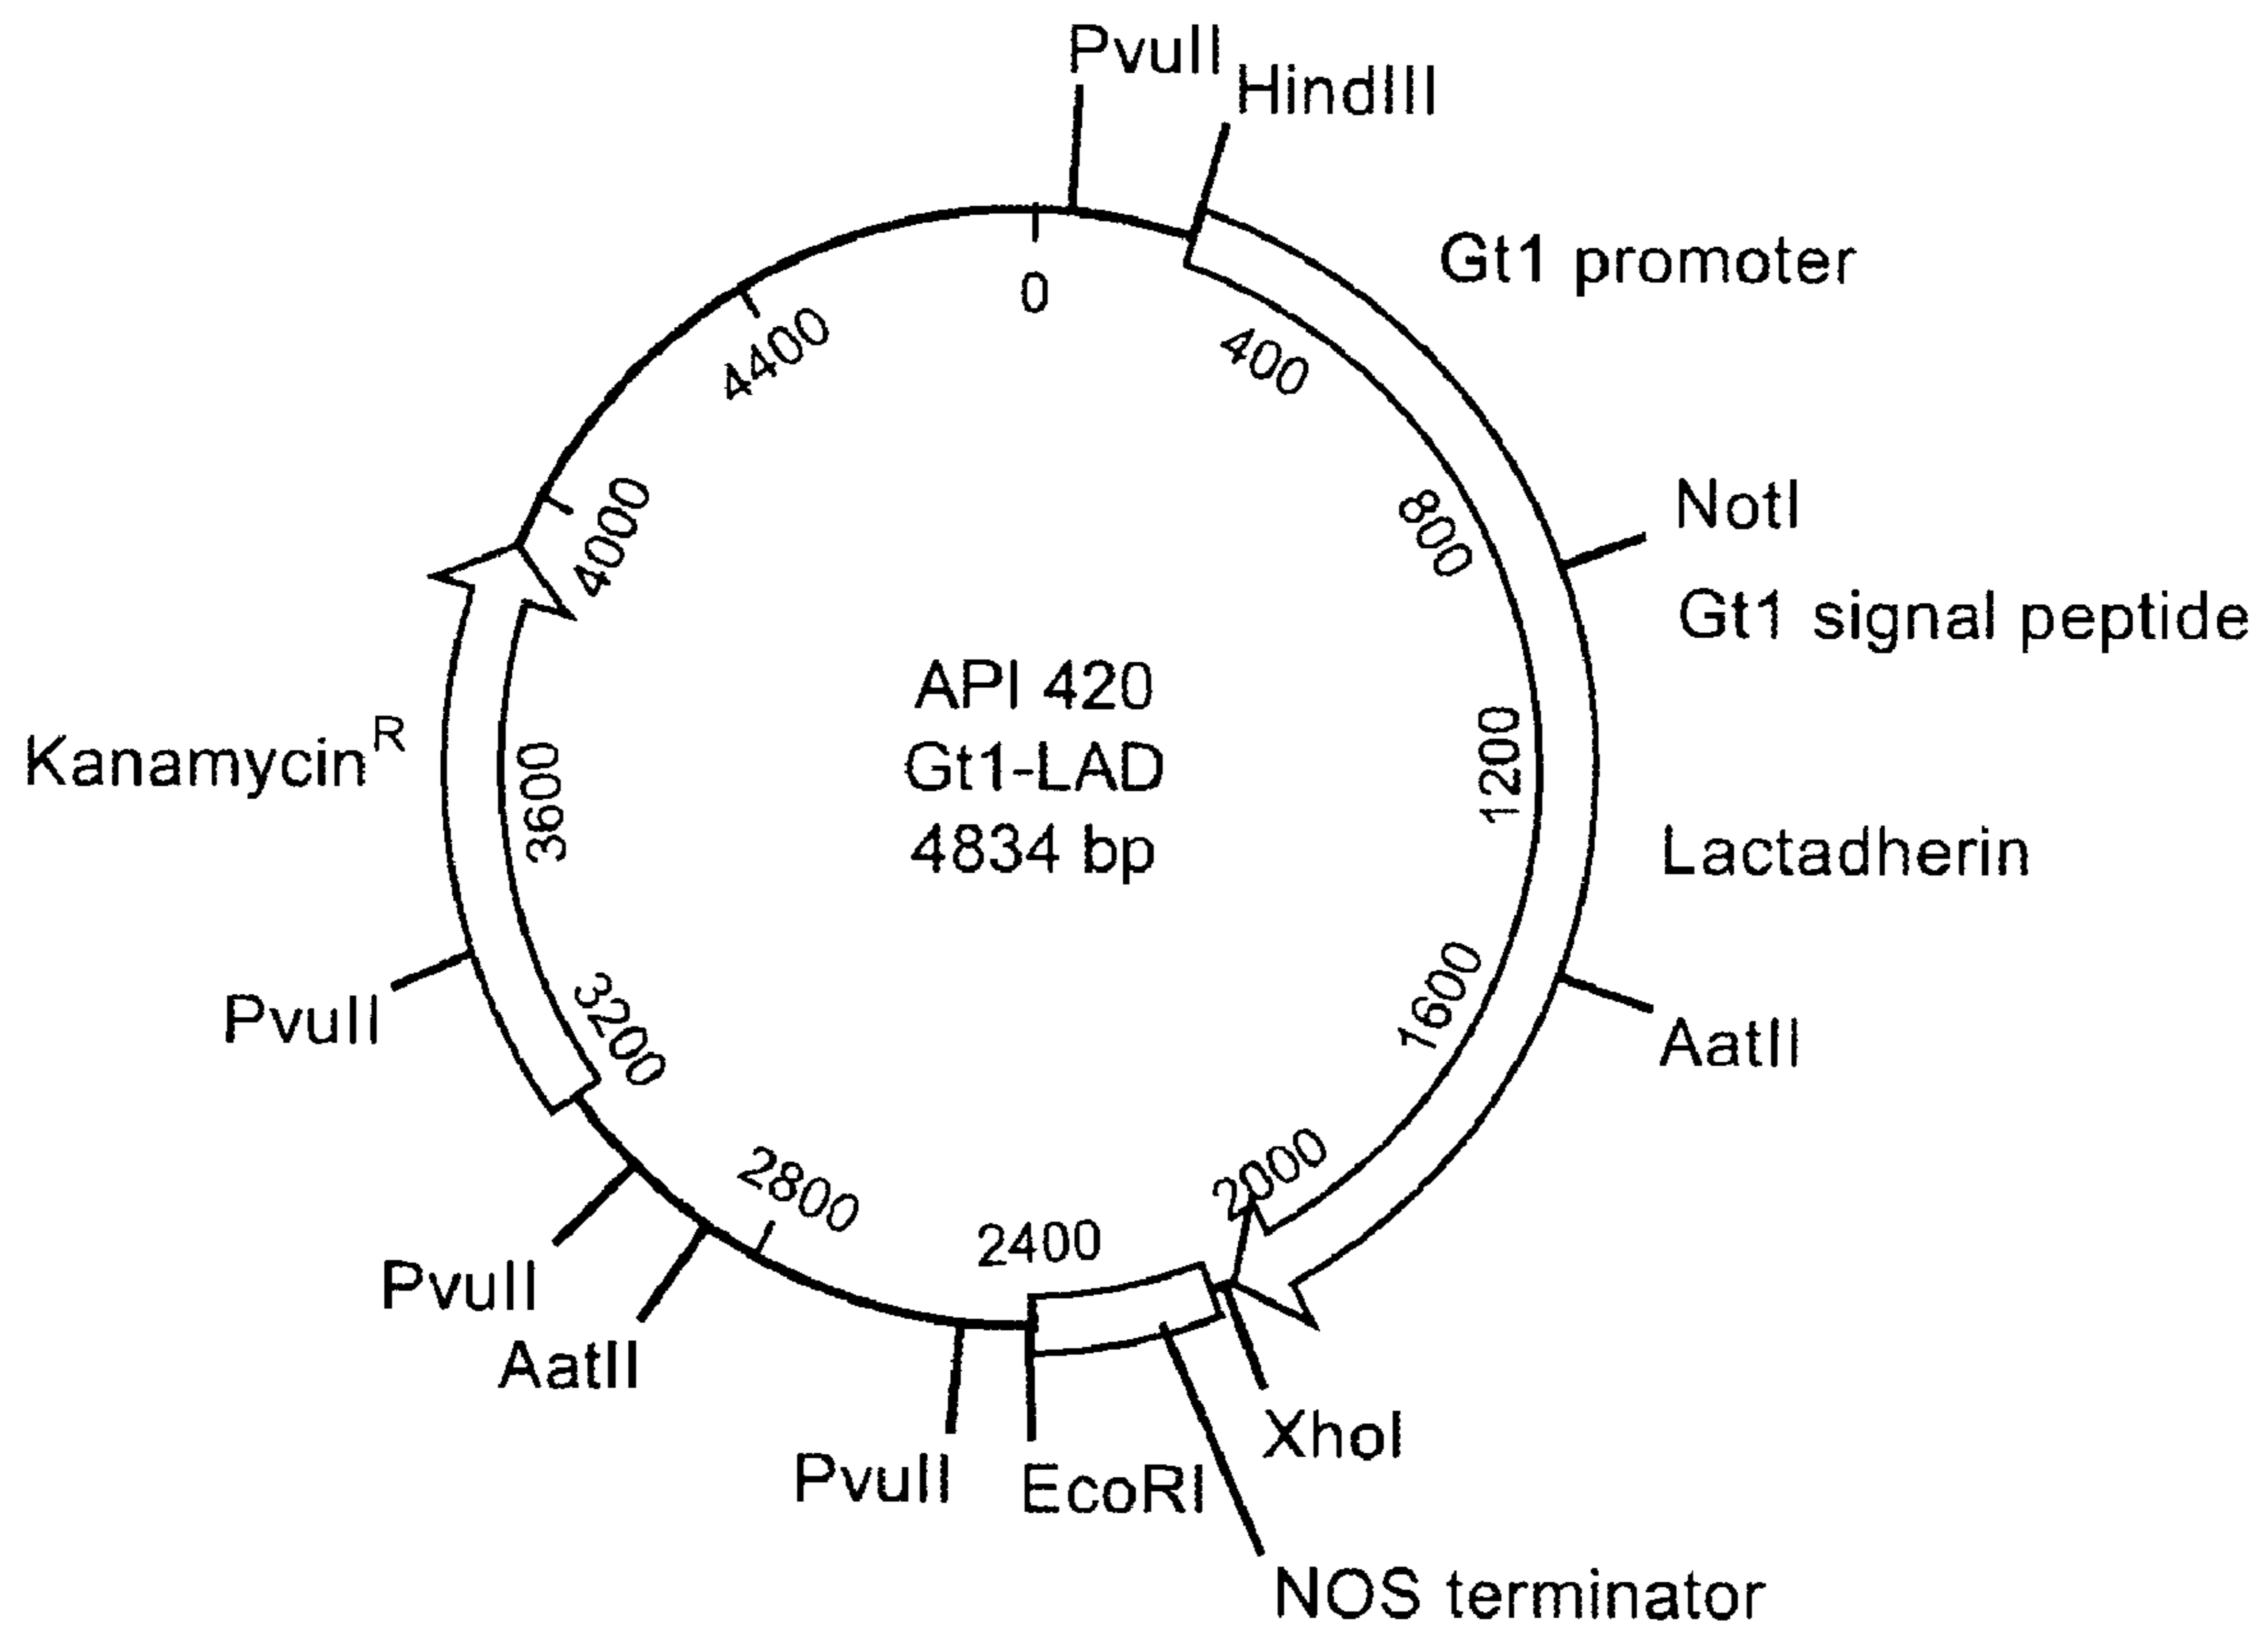 PvuII
HindIII
Gt1 promoter
0
400
4400
NotI
800
4000
Gt1 signal peptide
API 420
Gt1-LAD
4834 bp
Kanamycin^R
1200
3600
Lactadherin
1600
PvuII
3200
AatII
2000
2800
2400
PvuII
AatII
XhoI
PvuII
EcoRI
NOS terminator